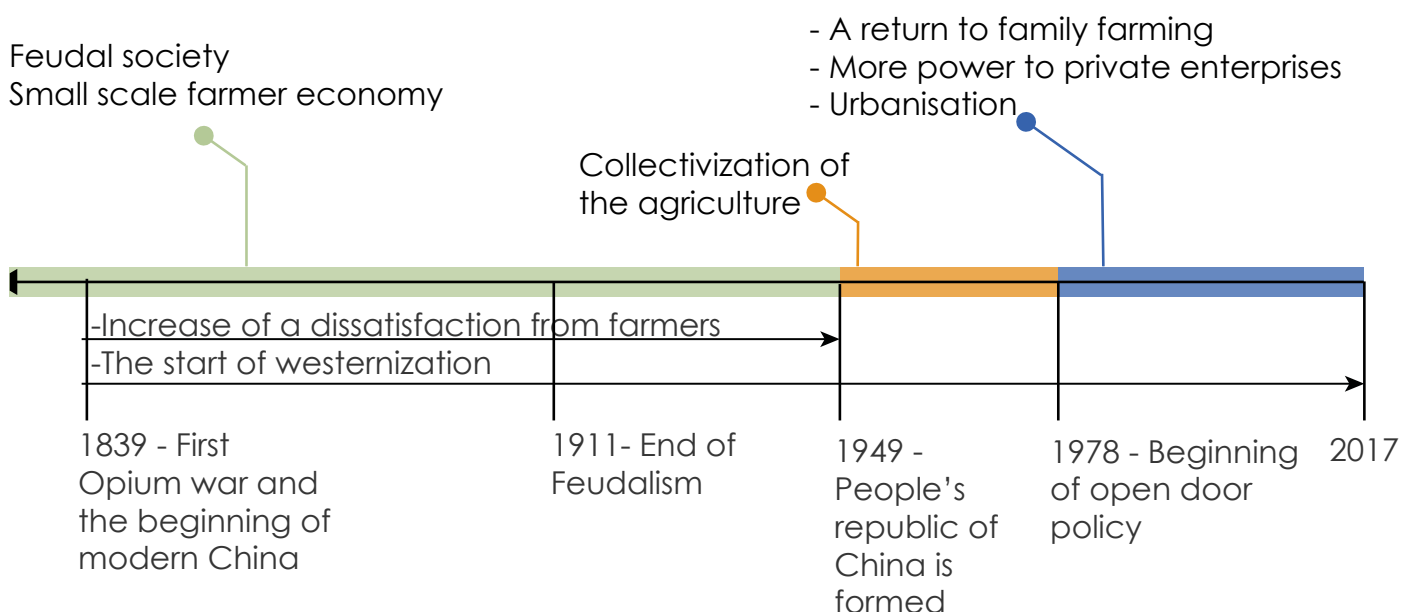 Feudal society
Small scale farmer economy
- A return to family farming
- More power to private enterprises
- Urbanisation
Collectivization of
the agriculture
-Increase of a dissatisfaction from farmers
-The start of westernization
1839 - First
Opium war and
the beginning of
modern China
1911- End of
Feudalism
1949 -
People’s
republic of
China is
formed
1978 - Beginning
of open door
policy
2017